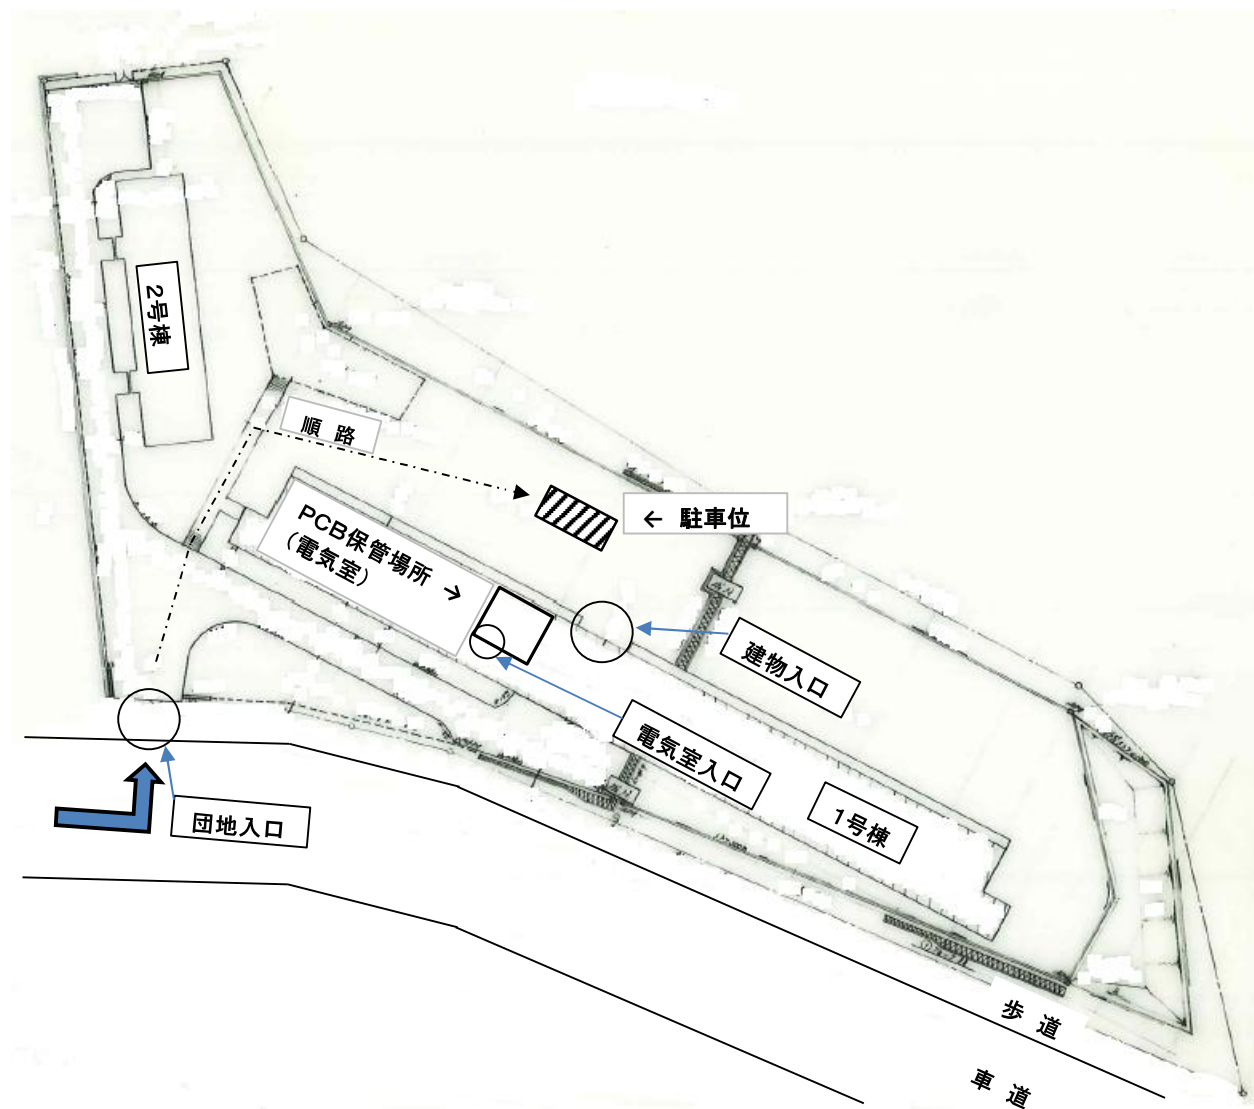 2号棟
順 路
PCB保管場所 →
(電気室)
← 駐車位
建物入口
電気室入口
1号棟
団地入口
歩 道
車 道